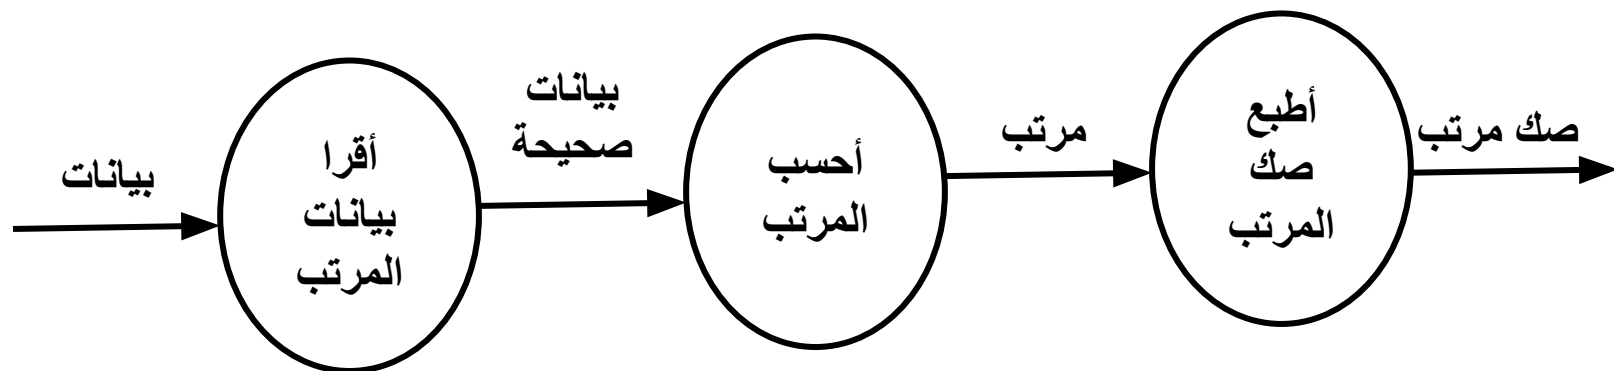 بيانات
أقرا
بيانات
المرتب
بيانات
صحيحة
أحسب
المرتب
مرتب
أطبع
صك
المرتب
صك مرتب